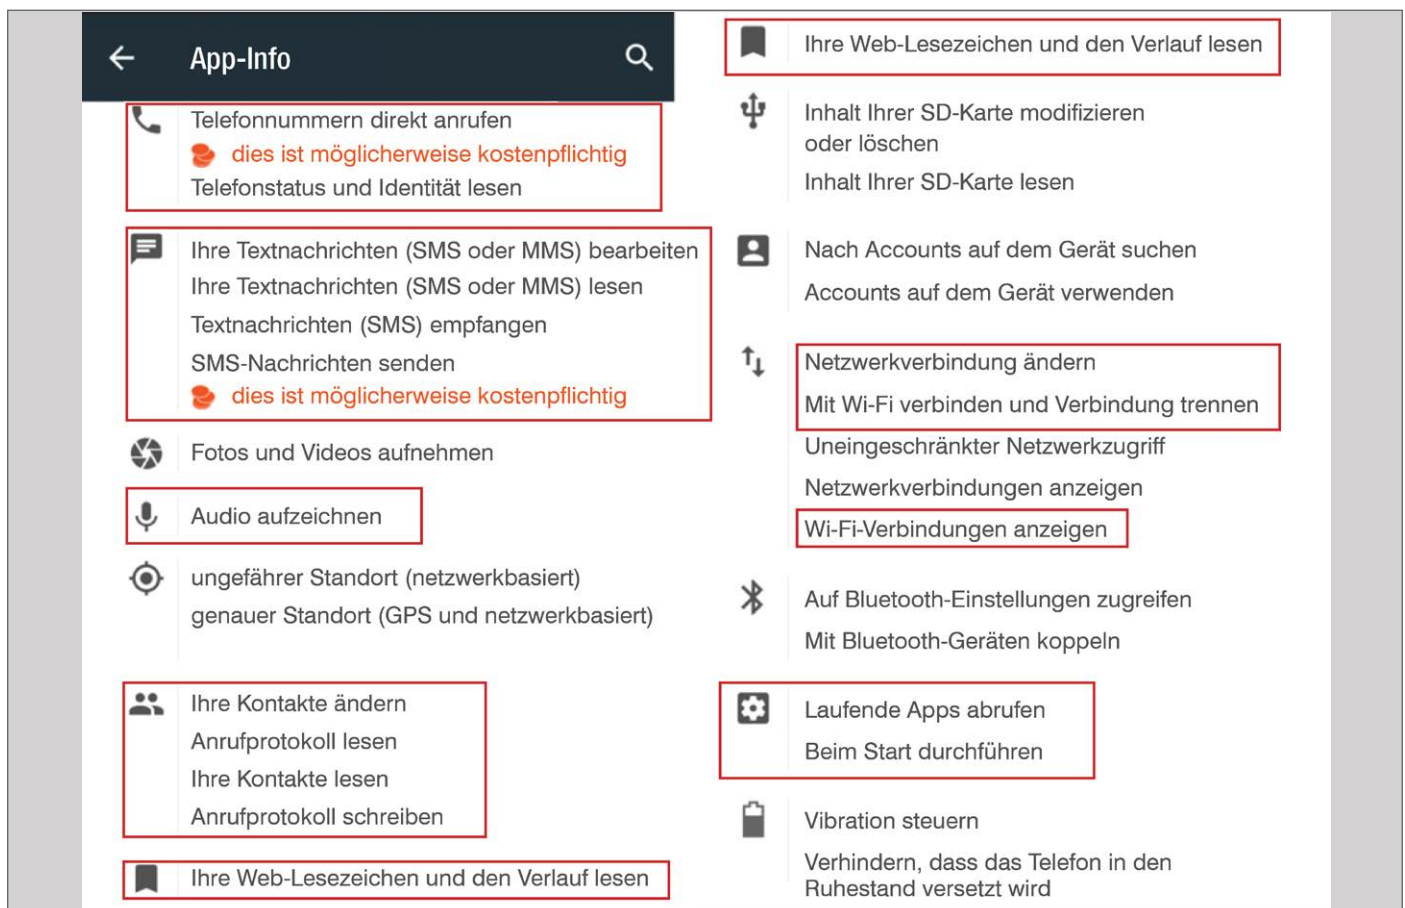 App-Info
Telefonnummern direkt anrufen
dies ist möglicherweise kostenpflichtig
Telefonstatus und Identität lesen
Ihre Textnachrichten (SMS oder MMS) bearbeiten
Ihre Textnachrichten (SMS oder MMS) lesen
Textnachrichten (SMS) empfangen
SMS-Nachrichten senden
dies ist möglicherweise kostenpflichtig
Fotos und Videos aufnehmen
Audio aufzeichnen
ungefährer Standort (netzwerkbasiert)
genauer Standort (GPS und netzwerkbasiert)
Ihre Kontakte ändern
Anrufprotokoll lesen
Ihre Kontakte lesen
Anrufprotokoll schreiben
Ihre Web-Lesezeichen und den Verlauf lesen
Ihre Web-Lesezeichen und den Verlauf lesen
Inhalt Ihrer SD-Karte modifizieren
oder löschen
Inhalt Ihrer SD-Karte lesen
Nach Accounts auf dem Gerät suchen
Accounts auf dem Gerät verwenden
Netzwerkverbindung ändern
Mit Wi-Fi verbinden und Verbindung trennen
Uneingeschränkter Netzwerkzugriff
Netzwerkverbindungen anzeigen
Wi-Fi-Verbindungen anzeigen
Auf Bluetooth-Einstellungen zugreifen
Mit Bluetooth-Geräten koppeln
Laufende Apps abrufen
Beim Start durchführen
Vibration steuern
Verhindern, dass das Telefon in den
Ruhestand versetzt wird